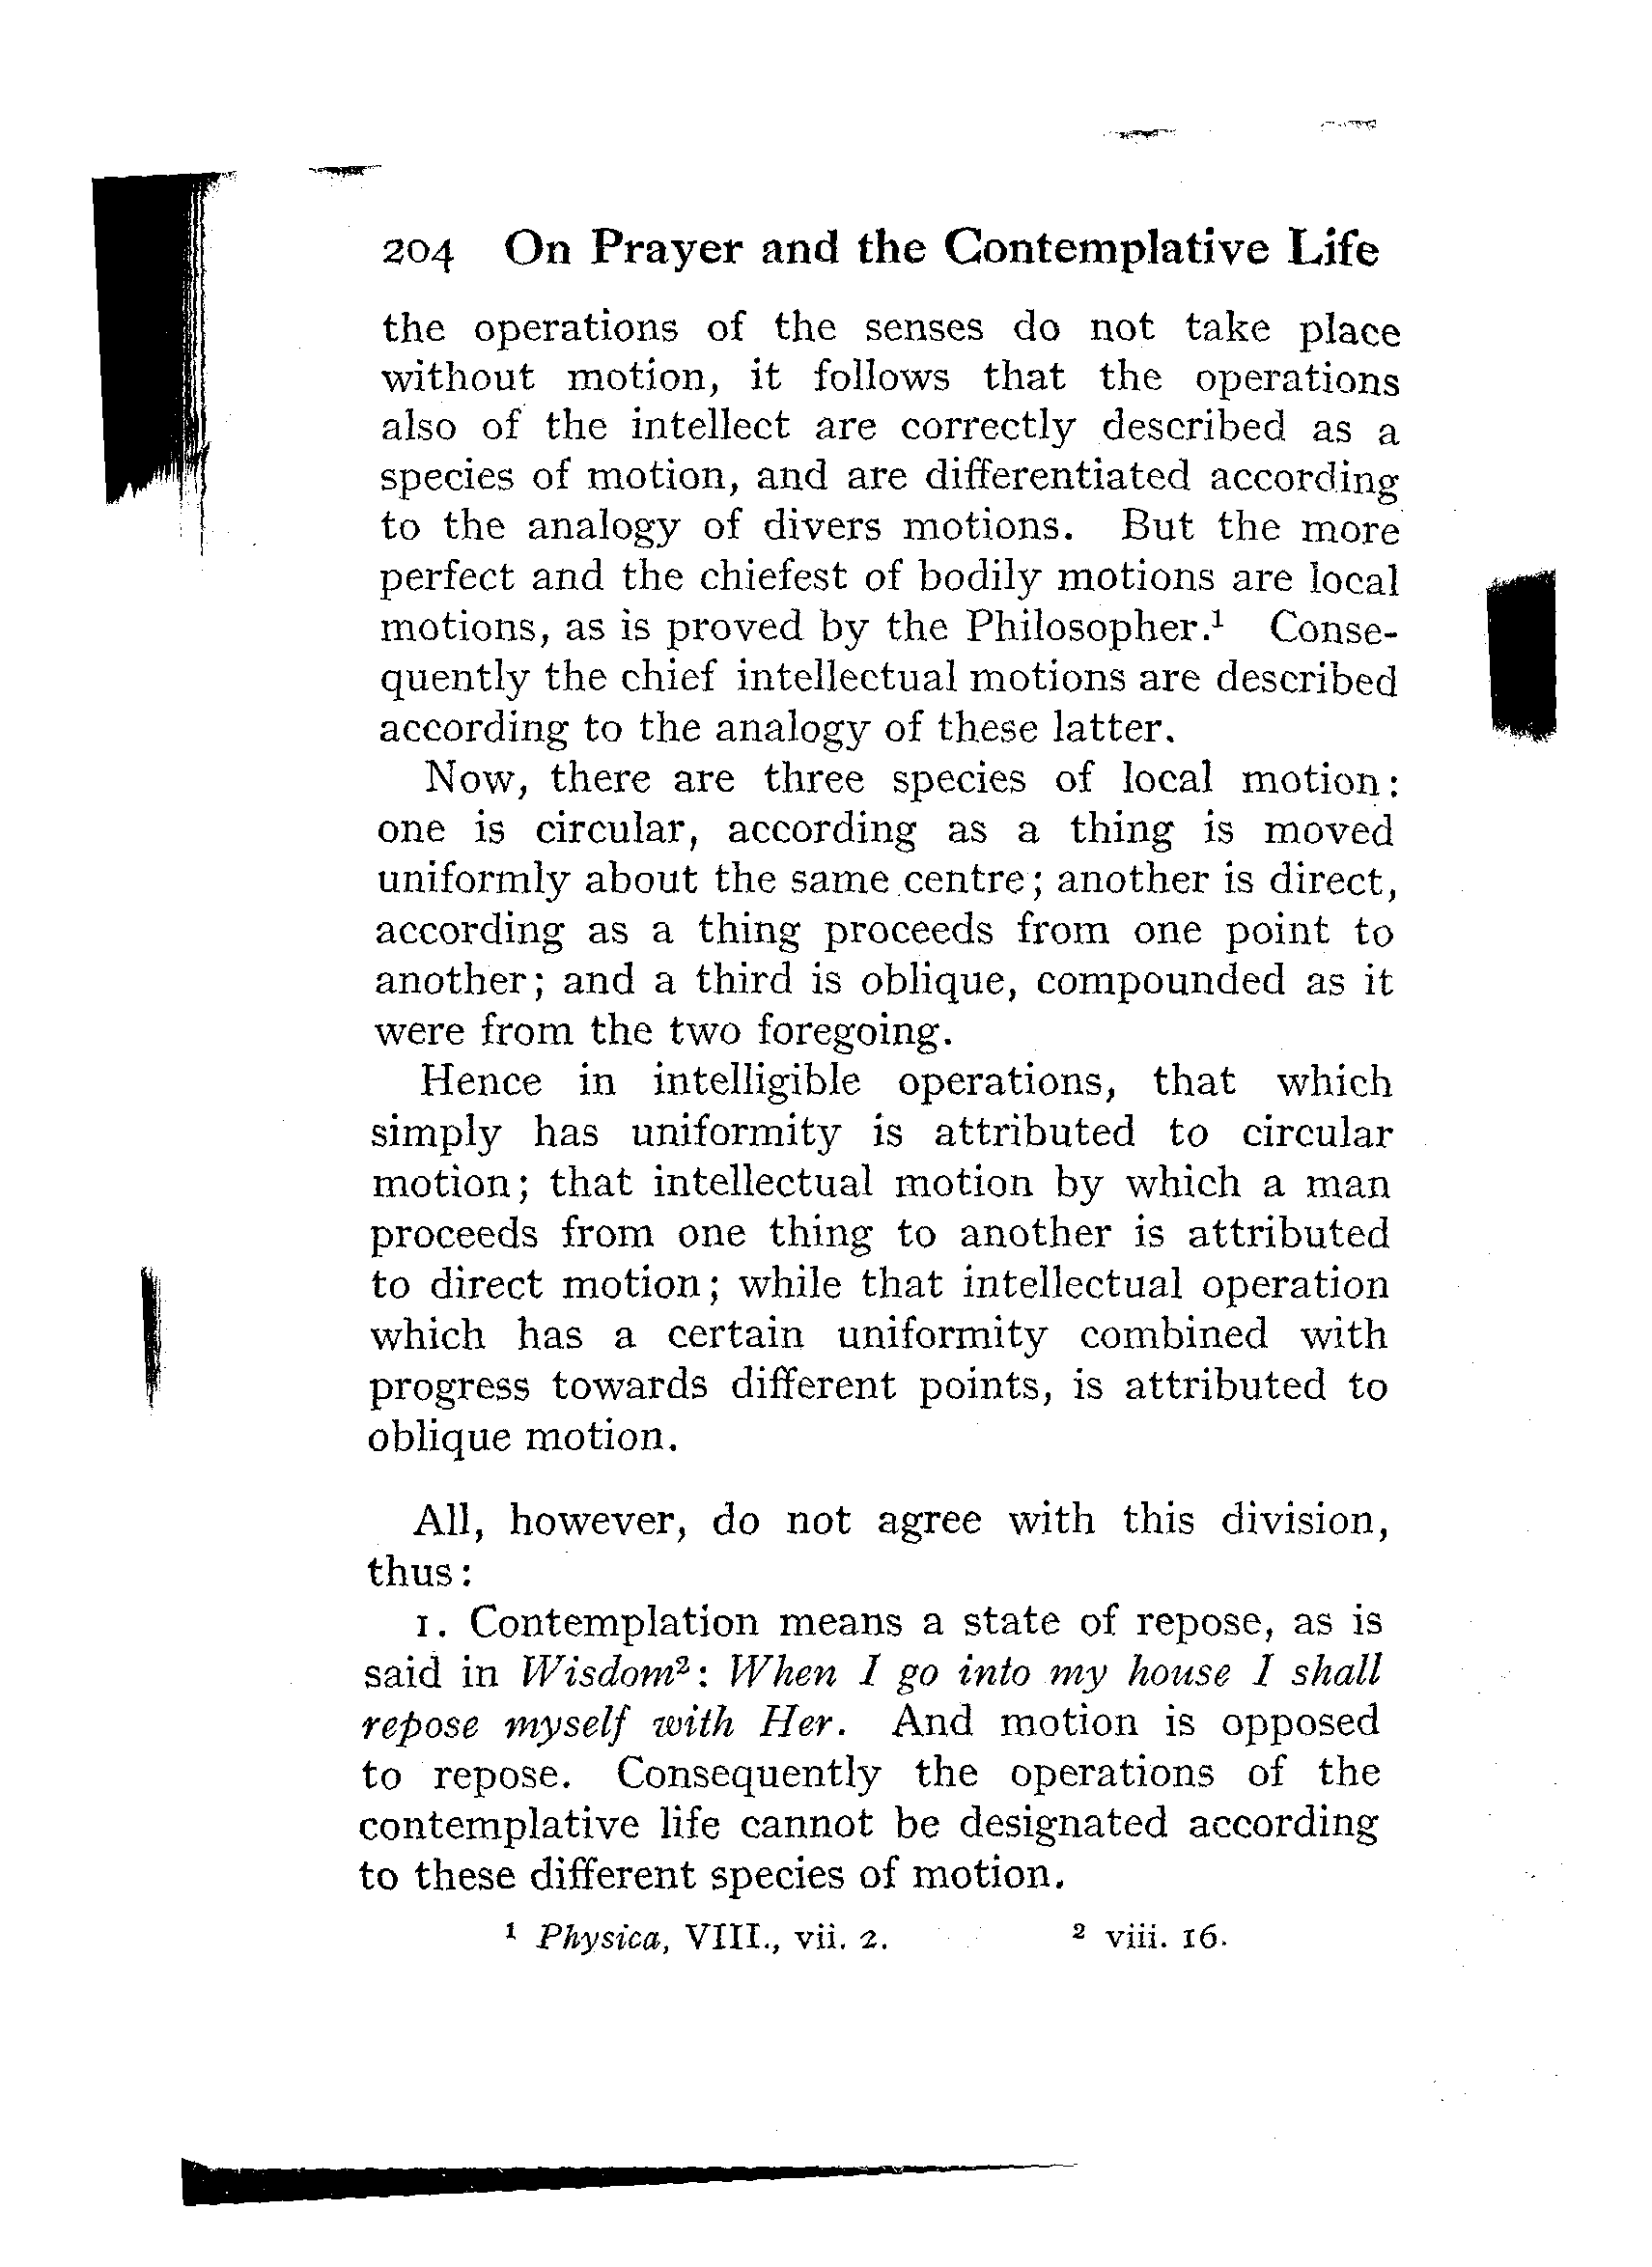 204 On Prayer and the Contemplative Life
the operations of the senses do not take place
without motion, it follows that the operations
also of the intellect are correctly described as a
species of motion, and are differentiated according
to the analogy of divers motions. But the more
perfect and the chiefest of bodily motions are local
motions, as is proved by the Philosopher.¹ Conse-
quently the chief intellectual motions are described
according to the analogy of these latter.
Now, there are three species of local motion:
one is circular, according as a thing is moved
uniformly about the same centre; another is direct,
according as a thing proceeds from one point to
another; and a third is oblique, compounded as it
were from the two foregoing.
Hence in intelligible operations, that which
simply has uniformity is attributed to circular
motion; that intellectual motion by which a man
proceeds from one thing to another is attributed
to direct motion; while that intellectual operation
which has a certain uniformity combined with
progress towards different points, is attributed to
oblique motion.
All, however, do not agree with this division,
thus:
1. Contemplation means a state of repose, as is
said in Wisdom²: When I go into my house I shall
repose myself with Her. And motion is opposed
to repose. Consequently the operations of the
contemplative life cannot be designated according
to these different species of motion.
¹ Physica, VIII., vii. 2. ² viii. 16.